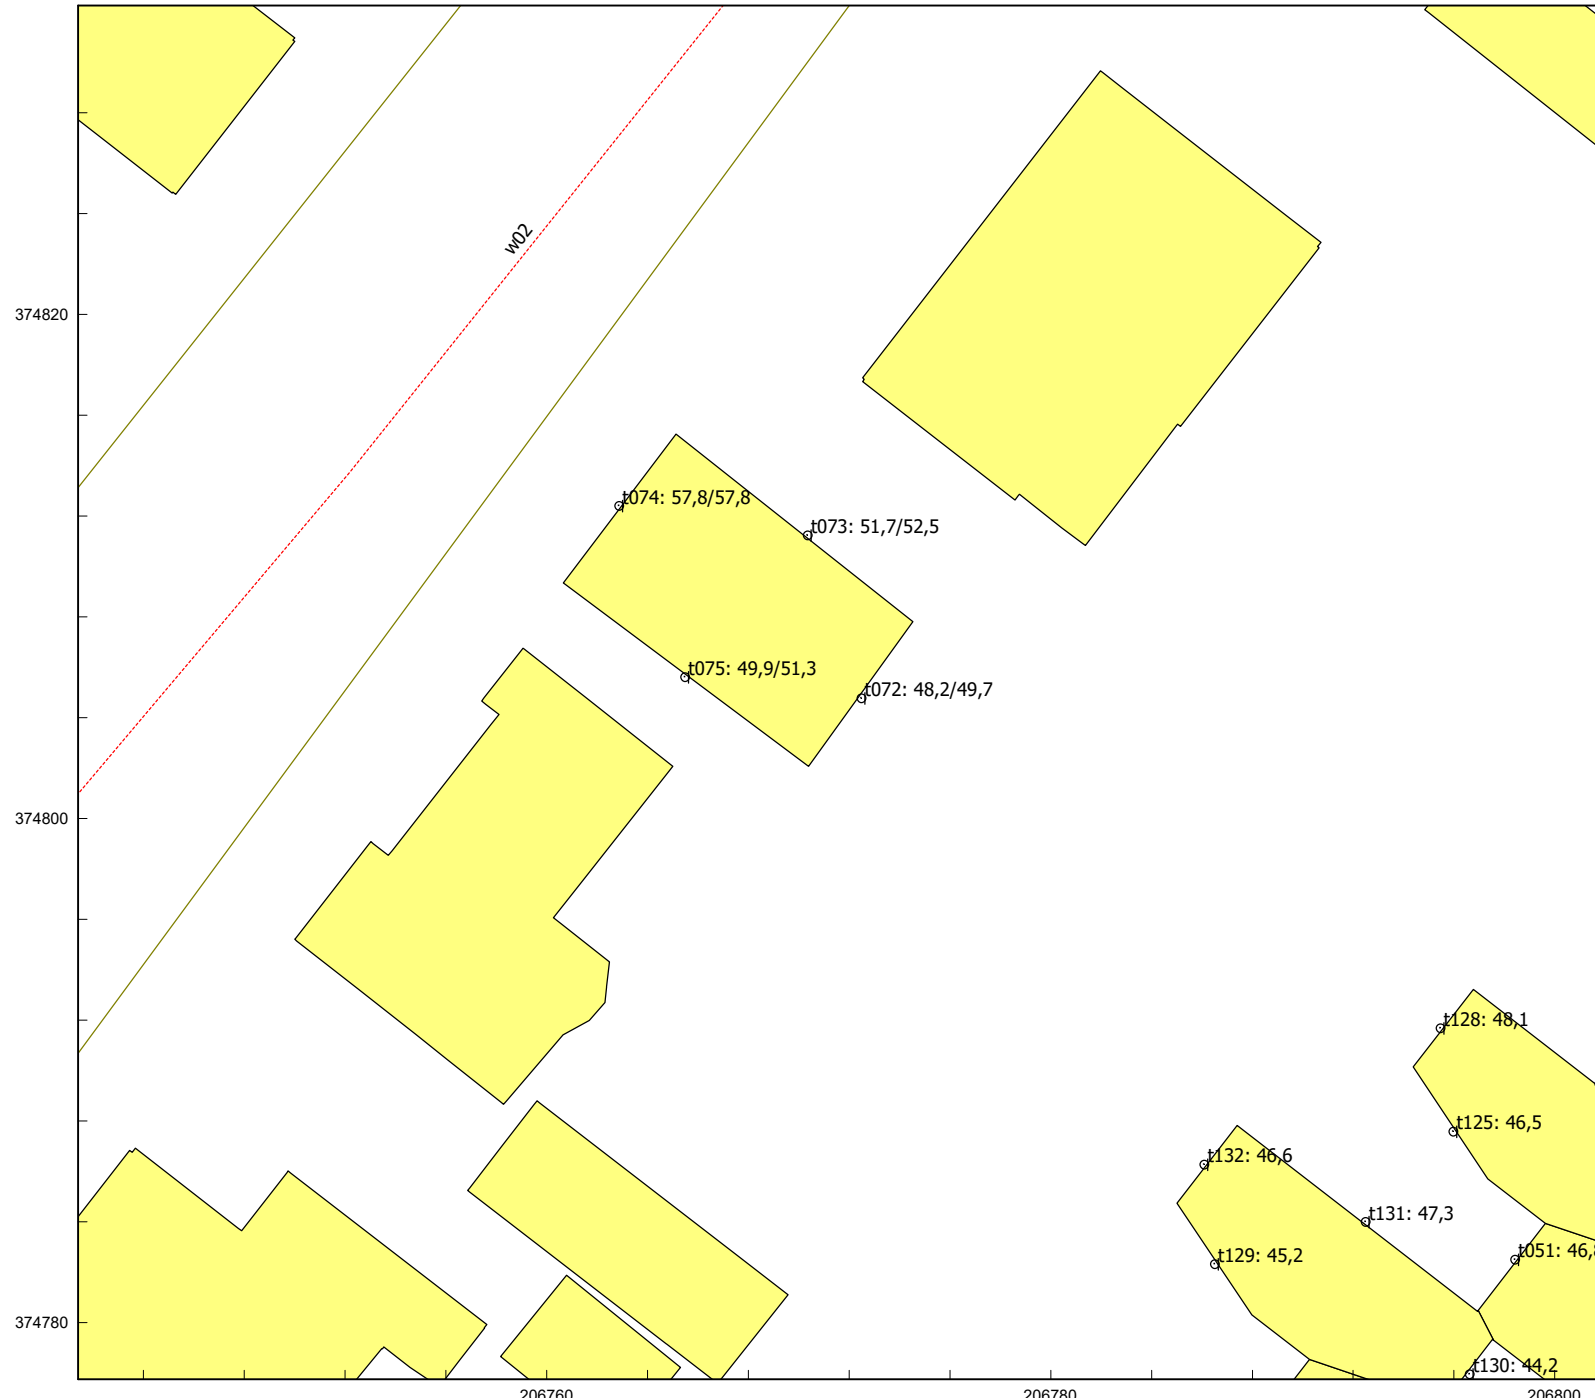 w02
374820
t074: 57,8/57,8
t073: 51,7/52,5
t075: 49,9/51,3
t072: 48,2/49,7
374800
t128: 48,1
t125: 46,5
t132: 46,6
t131: 47,3
t129: 45,2
t051:
374780
t130: 44,2
206760
206780
206800